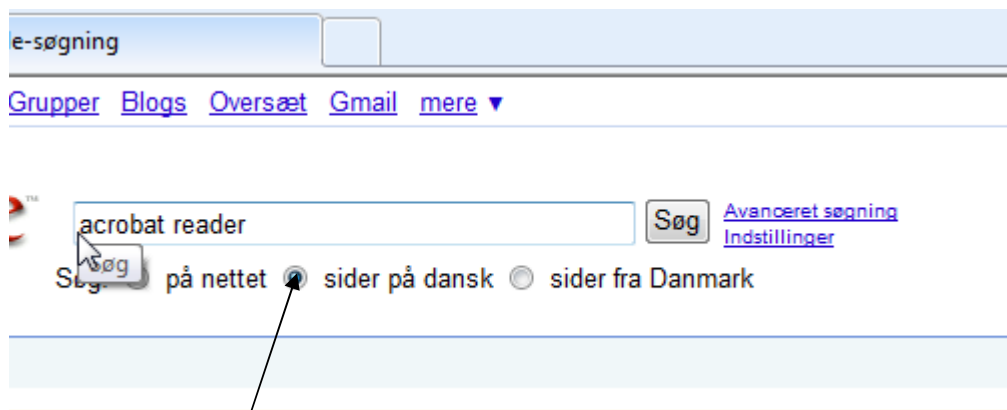 e-søgning
Grupper Blogs Oversæt Gmail mere ▼
e™
acrobat reader Søg Avanceret søgning
Indstillinger
Søg
på nettet sider på dansk sider fra Danmark